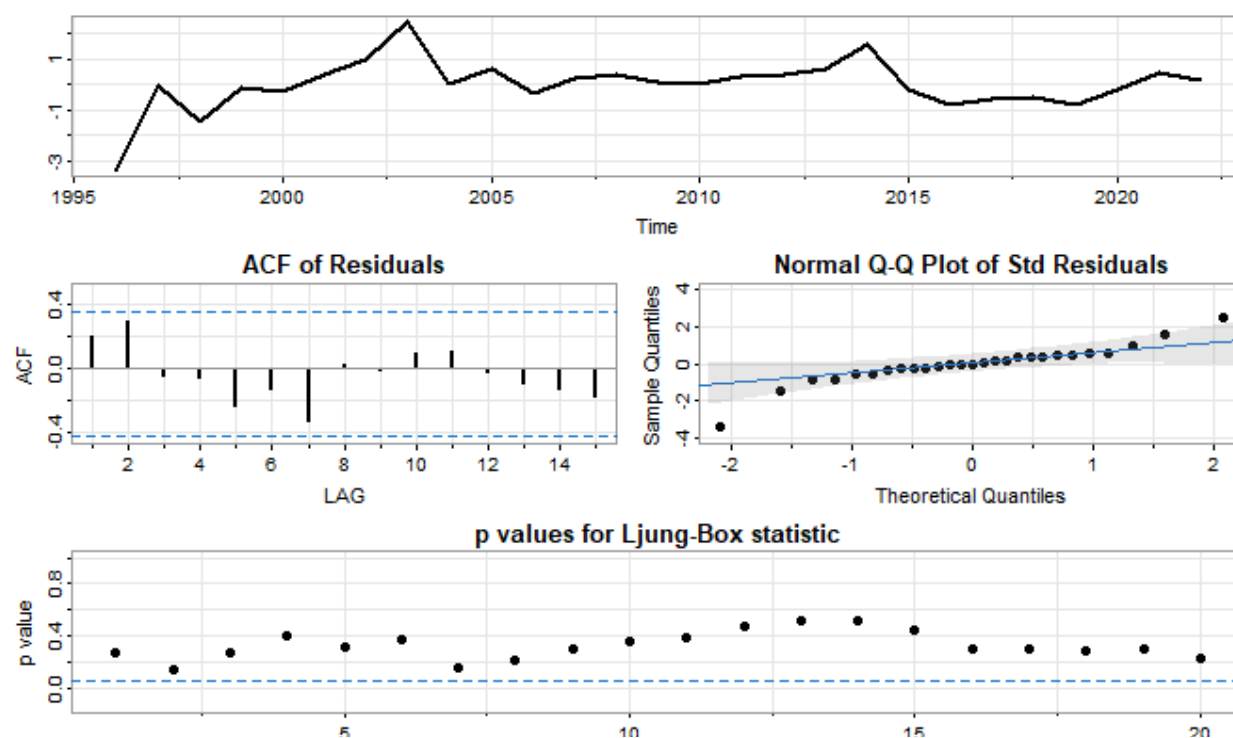 1
-1
-3
1995 2000 2005 2010 2015 2020
Time
ACF of Residuals
0.4
0.0
-0.4
ACF
2 4 6 8 10 12 14
LAG
Normal Q-Q Plot of Std Residuals
4
2
0
-2
-4
Sample Quantiles
-2 -1 0 1 2
Theoretical Quantiles
p values for Ljung-Box statistic
0.8
0.4
0.0
p value
5 10 15 20